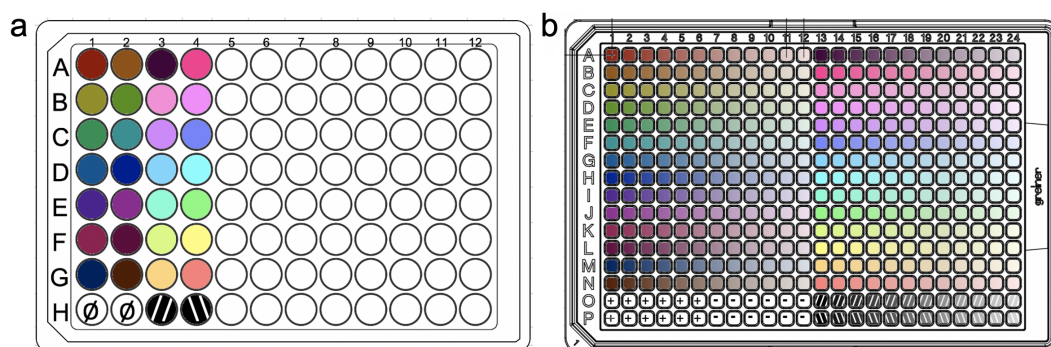 a
1 2 3 4 5 6 7 8 9 10 11 12
A
B
C
D
E
F
G
H Ø Ø
b
1 2 3 4 5 6 7 8 9 10 11 12 13 14 15 16 17 18 19 20 21 22 23 24
A
B
C
D
E
F
G
H
I
J
K
L
M
N
O + + + + + + - - - - - -
P + + + + + + - - - - - -
greiner